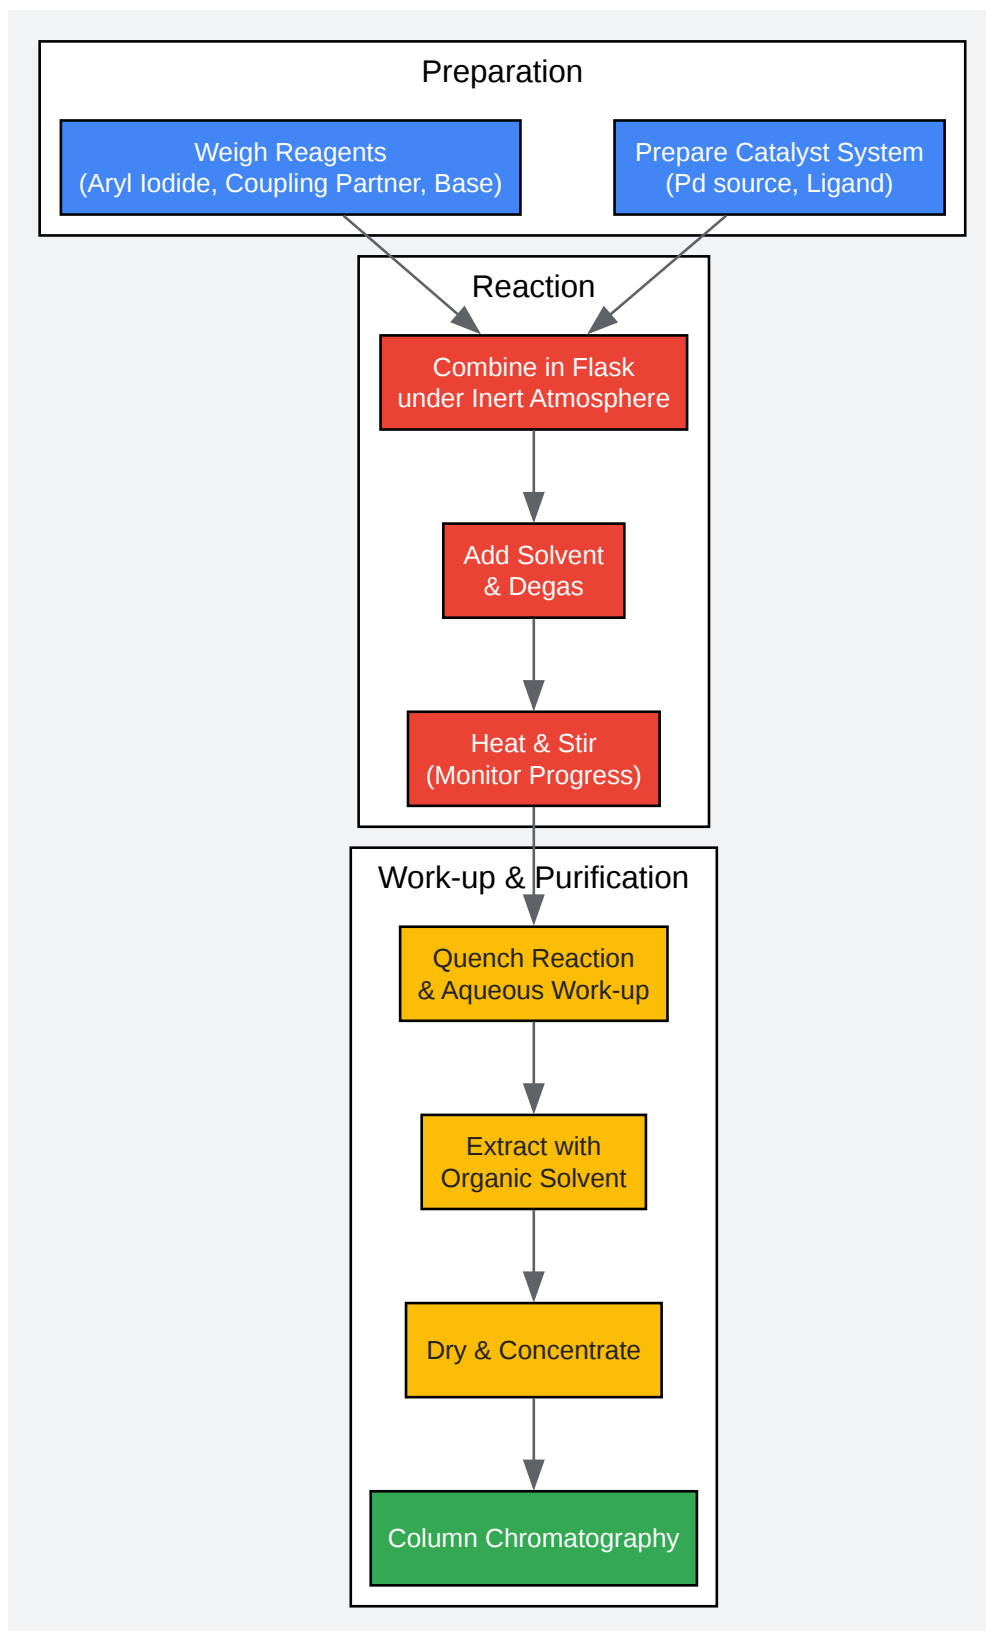 Preparation
Weigh Reagents
(Aryl Iodide, Coupling Partner, Base)
Prepare Catalyst System
(Pd source, Ligand)
Reaction
Combine in Flask
under Inert Atmosphere
Add Solvent
& Degas
Heat & Stir
(Monitor Progress)
Work-up & Purification
Quench Reaction
& Aqueous Work-up
Extract with
Organic Solvent
Dry & Concentrate
Column Chromatography